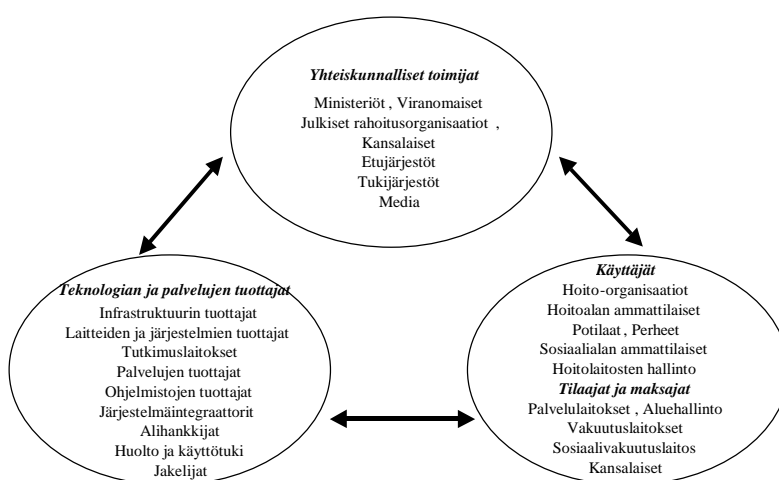 Yhteiskunnalliset toimijat
Ministeriöt , Viranomaiset
Julkiset rahoitusorganisaatiot ,
Kansalaiset
Etujärjestöt
Tukijärjestöt
Media
Teknologian ja palvelujen tuottajat
Infrastruktuurin tuottajat
Laitteiden ja järjestelmien tuottajat
Tutkimuslaitokset
Palvelujen tuottajat
Ohjelmistojen tuottajat
Järjestelmäintegraattorit
Alihankkijat
Huolto ja käyttötuki
Jakelijat
Käyttäjät
Hoito-organisaatiot
Hoitoalan ammattilaiset
Potilaat , Perheet
Sosiaalialan ammattilaiset
Hoitolaitosten hallinto
Tilaajat ja maksajat
Palvelulaitokset , Aluehallinto
Vakuutuslaitokset
Sosiaalivakuutuslaitos
Kansalaiset